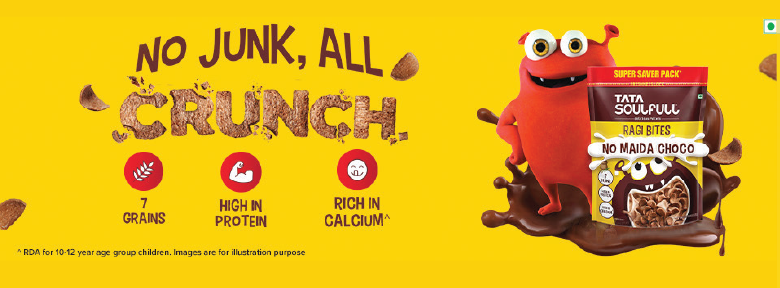 NO JUNK, ALL
CRUNCH
7
GRAINS
HIGH IN
PROTEIN
RICH IN
CALCIUM^
^ RDA for 10-12 year age group children. Images are for illustration purpose
SUPER SAVER PACK*
TATA
SOULFULL
RAGI BITES
NO MAIDA CHOCO